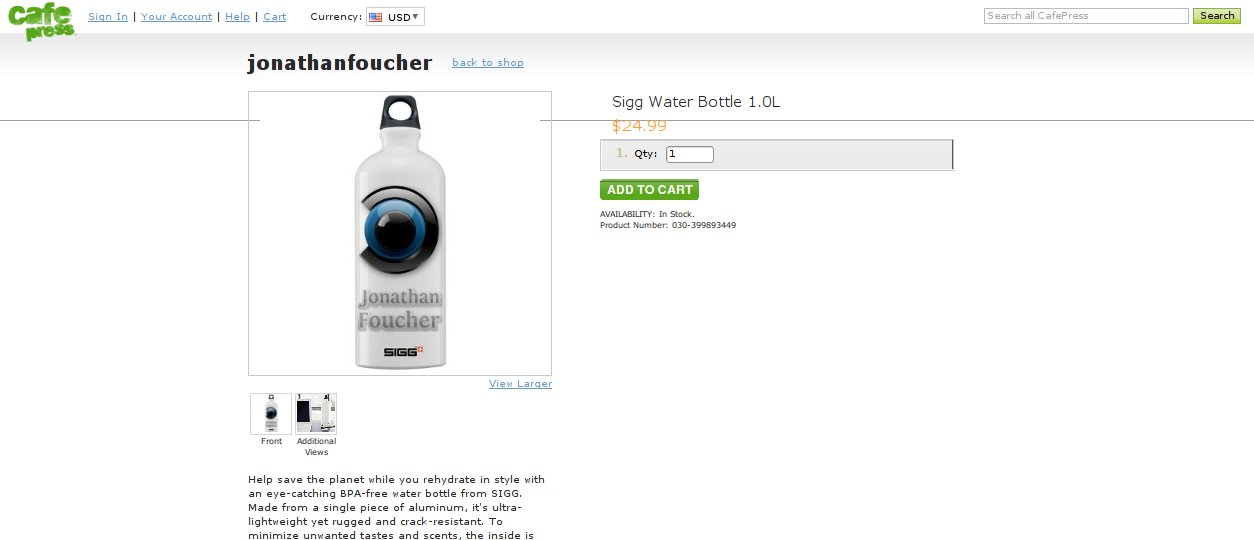 Cafe Press
Sign In | Your Account | Help | Cart
Currency: USD▼
Search all CafePress
Search
jonathanfoucher
back to shop
Sigg Water Bottle 1.0L
$24.99
1. Qty: 1
ADD TO CART
AVAILABILITY: In Stock.
Product Number: 030-399893449
Jonathan
Foucher
SIGG
View Larger
Front
Additional
Views
Help save the planet while you rehydrate in style with
an eye-catching BPA-free water bottle from SIGG.
Made from a single piece of aluminum, it's ultra-
lightweight yet rugged and crack-resistant. To
minimize unwanted tastes and scents, the inside is